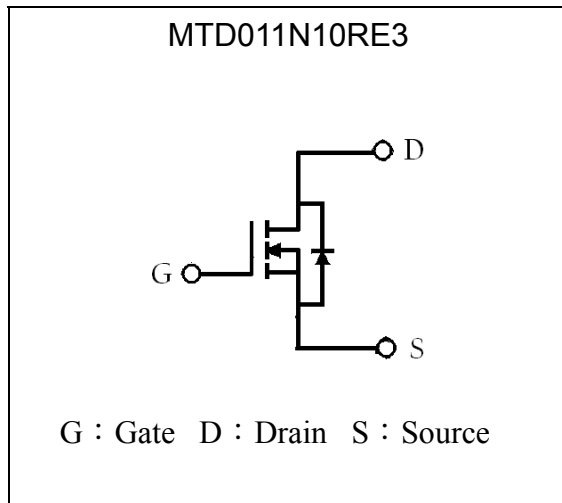 MTD011N10RE3
D
G
S
G：Gate D：Drain S：Source